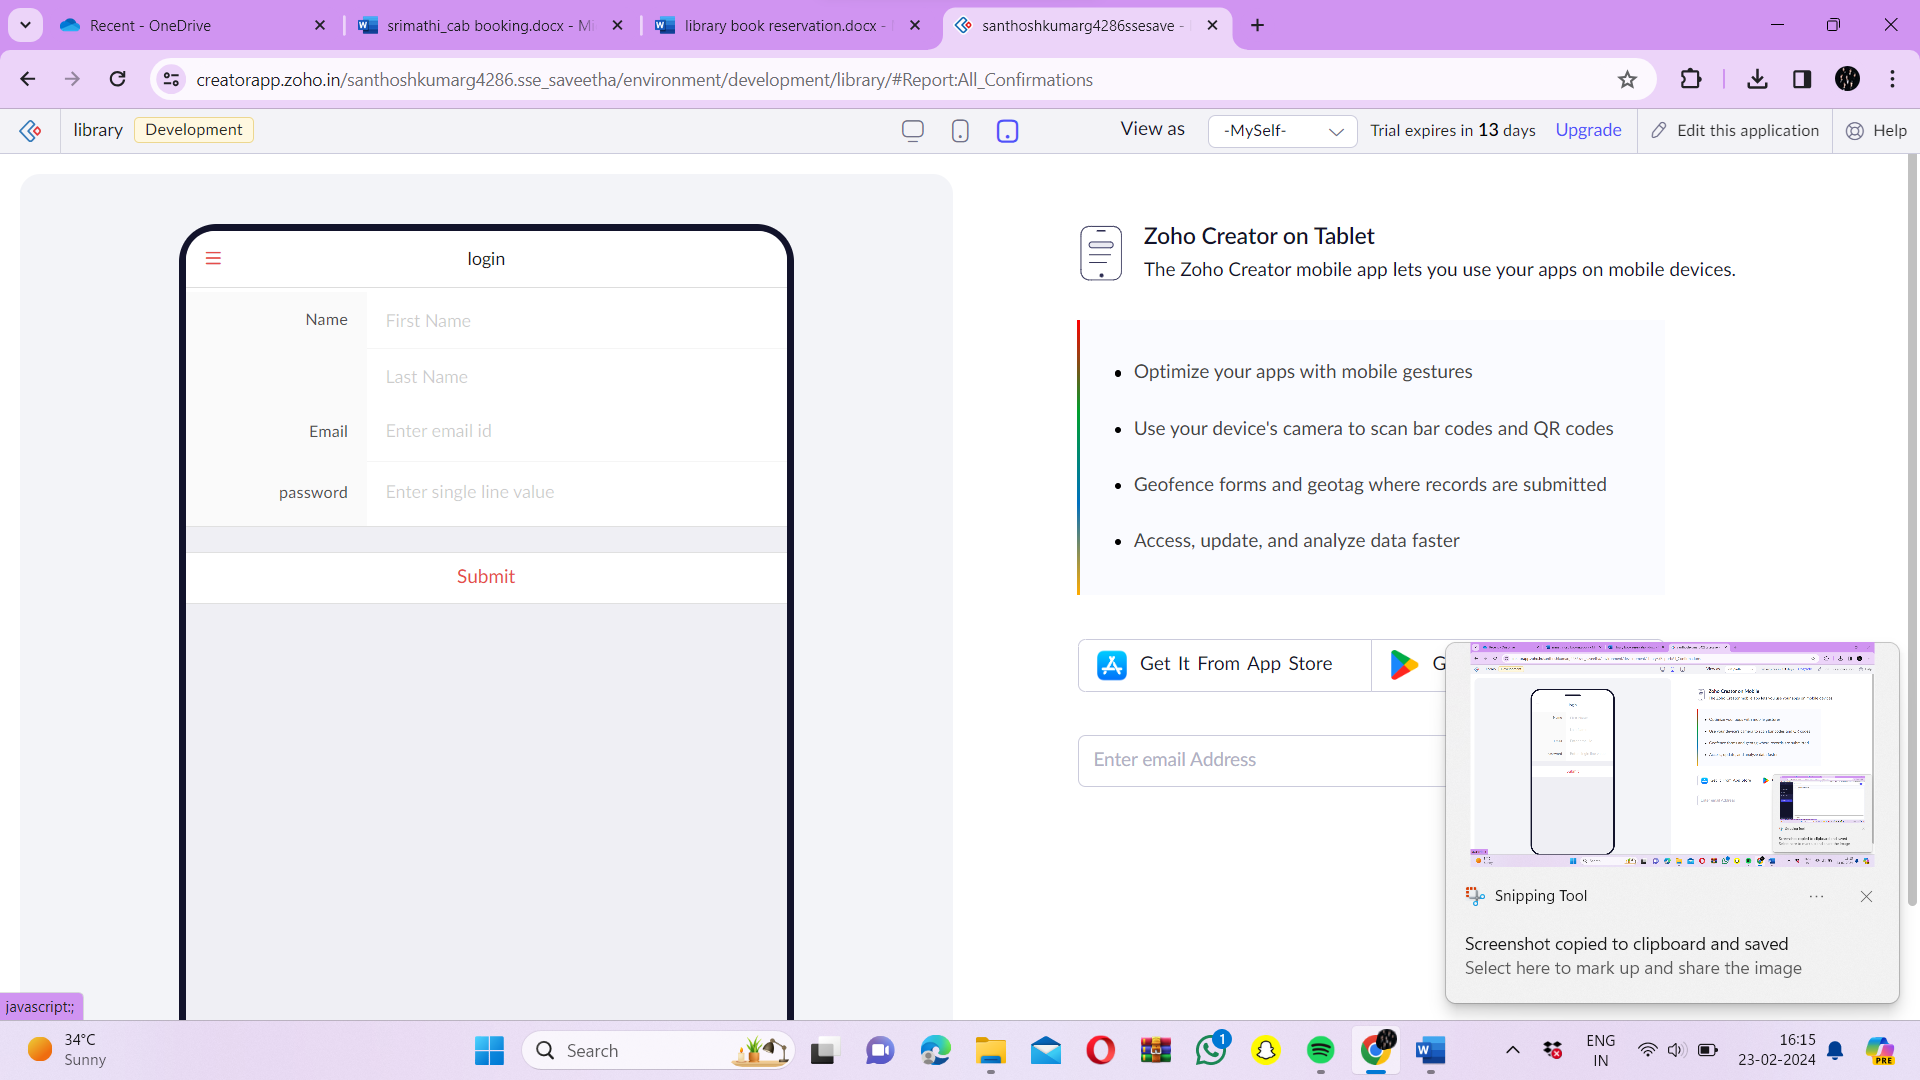 Recent - OneDrive
srimathi_cab booking.docx - Mi
library book reservation.docx -
santhoshkumarg4286ssesave -
creatorapp.zoho.in/santhoshkumarg4286.sse_saveetha/environment/development/library/#Report:All_Confirmations
library
Development
View as
-MySelf-
Trial expires in 13 days
Upgrade
Edit this application
Help
login
Name
First Name
Last Name
Email
Enter email id
password
Enter single line value
Submit
Zoho Creator on Tablet
The Zoho Creator mobile app lets you use your apps on mobile devices.
Optimize your apps with mobile gestures
Use your device's camera to scan bar codes and QR codes
Geofence forms and geotag where records are submitted
Access, update, and analyze data faster
Get It From App Store
G
Enter email Address
Zoho Creator on Mobile
Snipping Tool
Screenshot copied to clipboard and saved
Select here to mark up and share the image
javascript:;
34°C
Sunny
Search
1
ENG
IN
16:15
23-02-2024
PRE